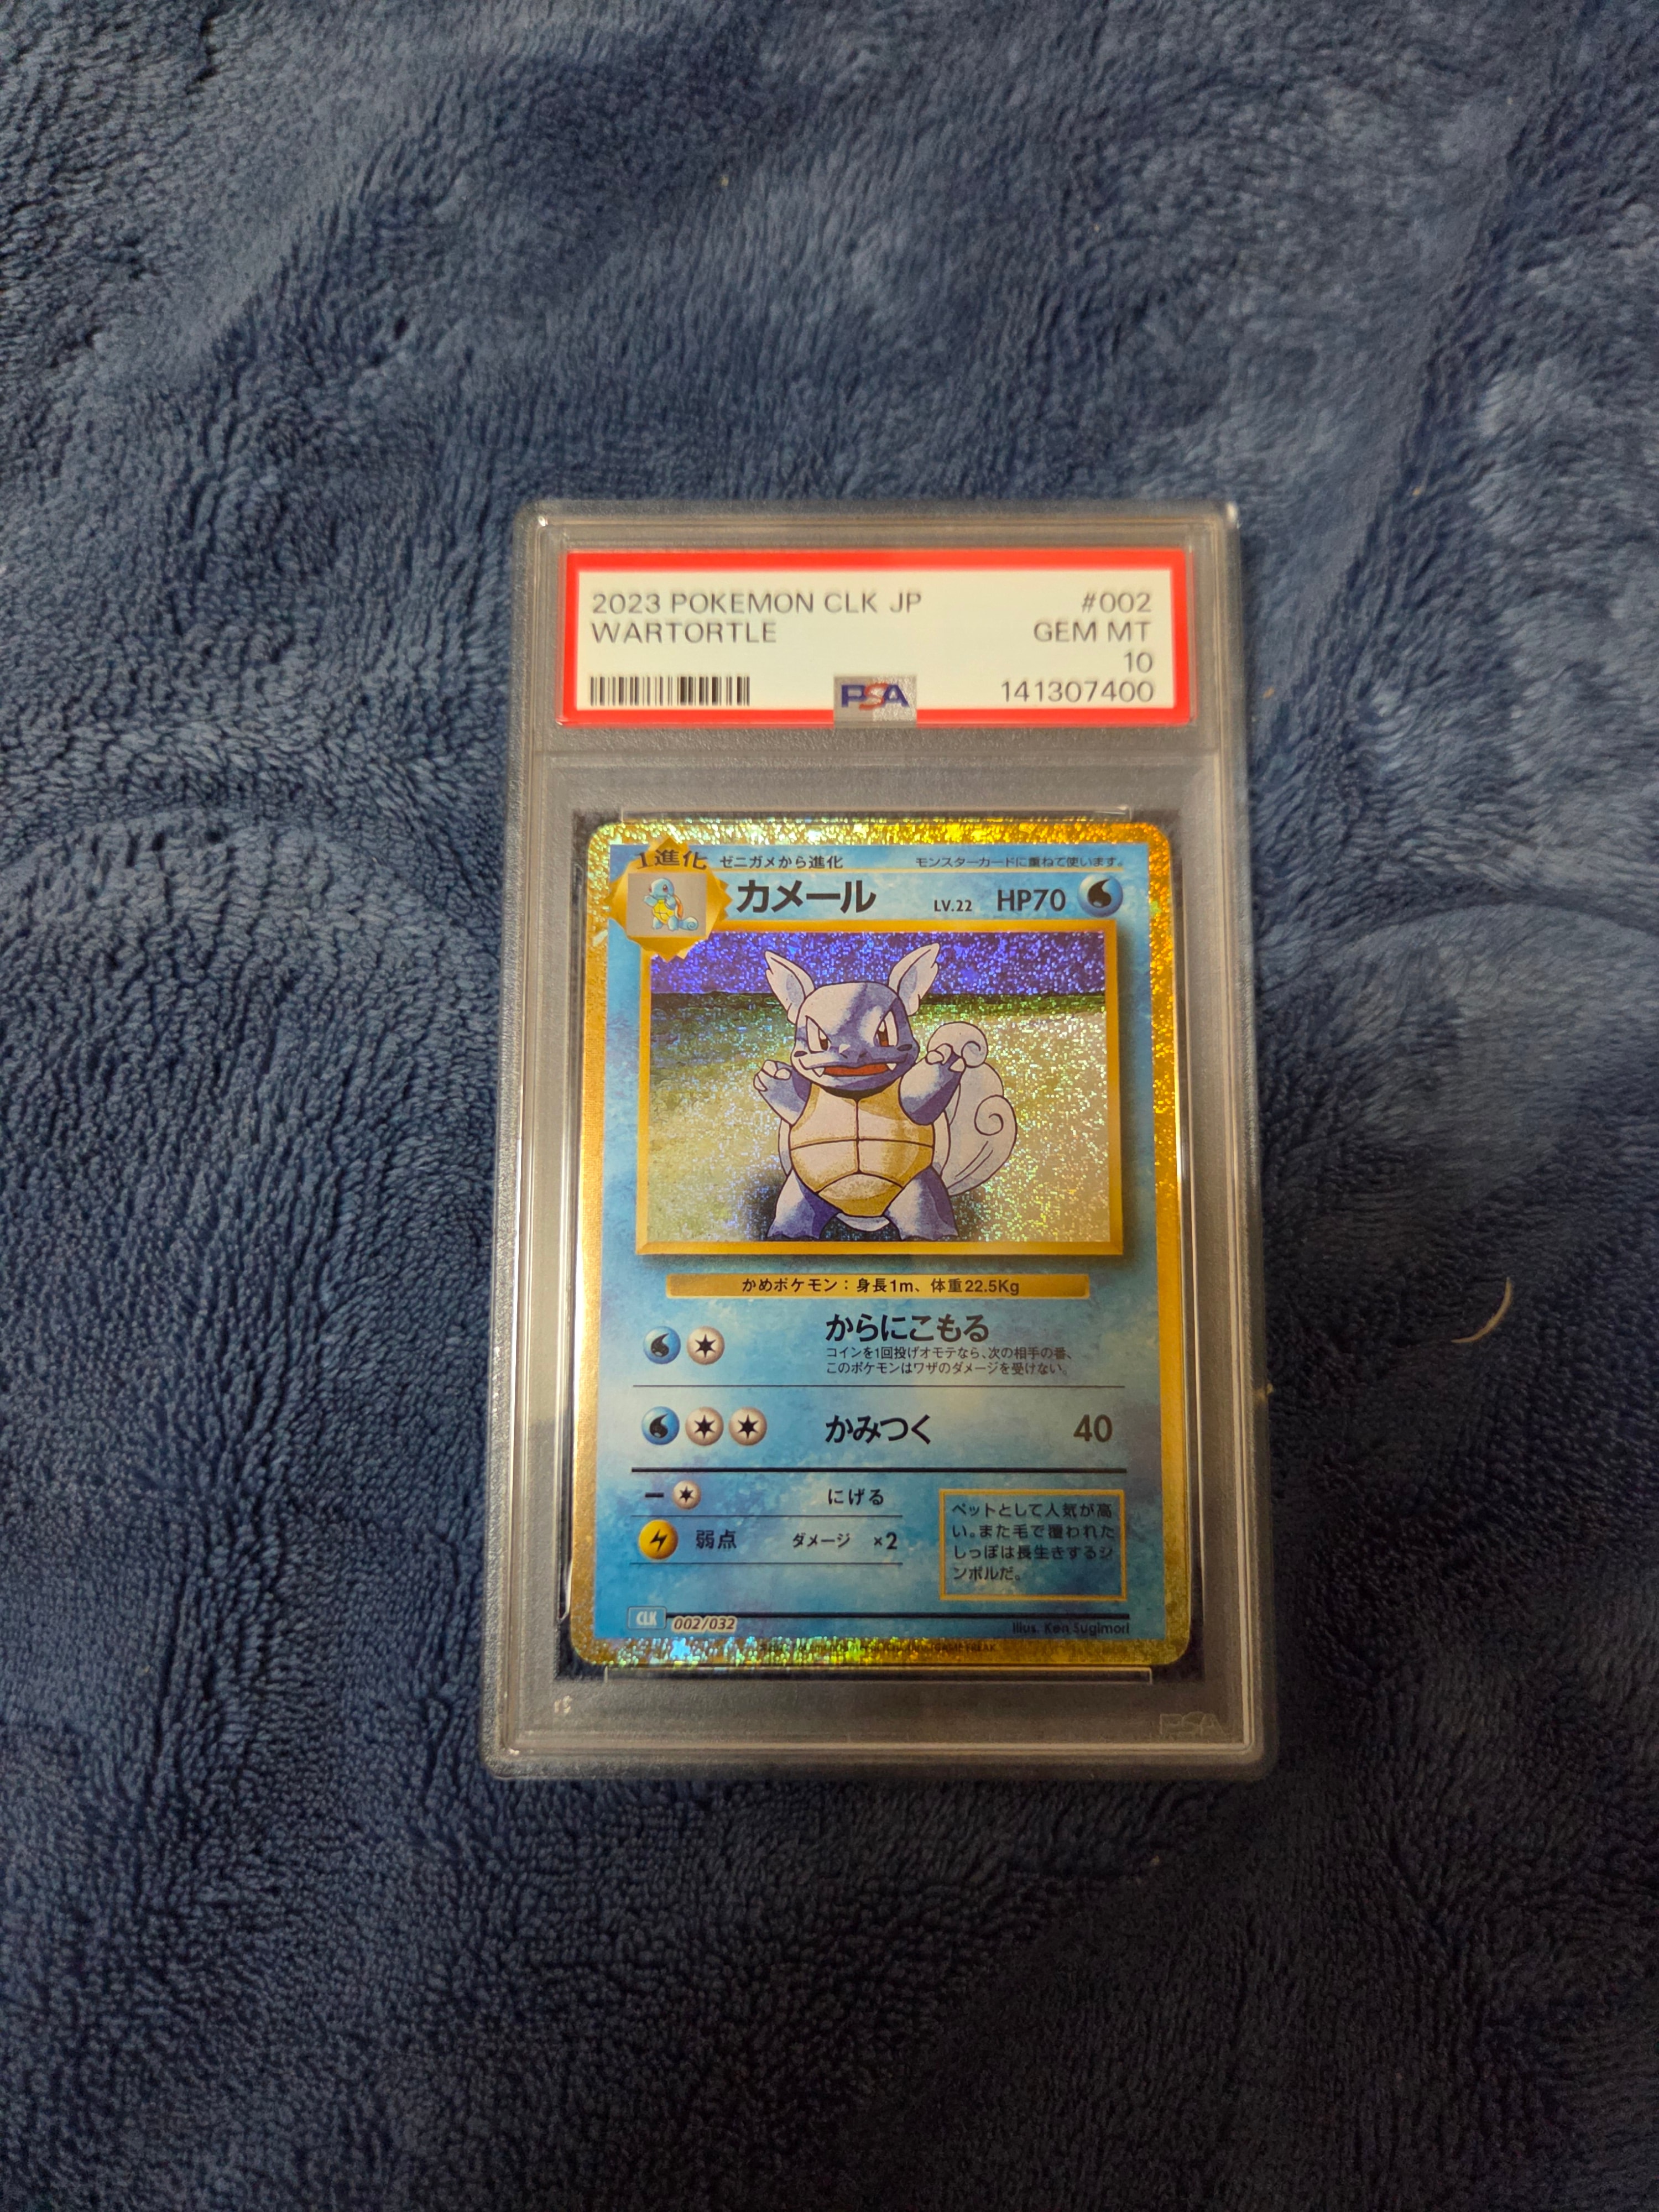 2023 POKEMON CLK JP #002
WARTORTLE GEM MT
10
PSA 141307400
1進化 ゼニガメから進化 モンスターカードに重ねて使います。
カメール LV.22 HP70
かめポケモン：身長1m、体重22.5Kg
からにこもる
コインを1回投げオモテなら、次の相手の番、
このポケモンはワザのダメージを受けない。
かみつく 40
にげる
弱点 ダメージ ×2
ペットとして人気が高
い。また毛で覆われた
しっぽは長生きするシ
ンボルだ。
CLK 002/032
Illus. Ken Sugimori
PSA